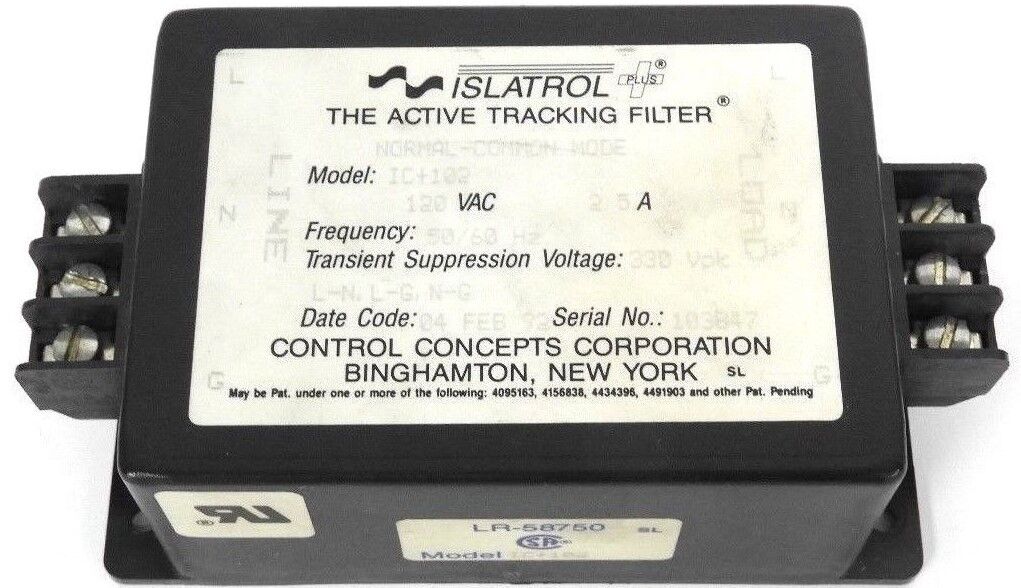 ISLATROL PLUS®
THE ACTIVE TRACKING FILTER®
NORMAL-COMMON MODE
Model: IC+102
120 VAC 2.5 A
Frequency: 50/60 Hz
Transient Suppression Voltage: 330 Vpk
L-N, L-G, N-G
Date Code: 04 FEB Serial No.:
CONTROL CONCEPTS CORPORATION
BINGHAMTON, NEW YORK SL
May be Pat. under one or more of the following: 4095163, 4156838, 4434396, 4491903 and other Pat. Pending
L
N
G
LINE
L
N
G
LOAD
LR-58750 SL
Model IC+102